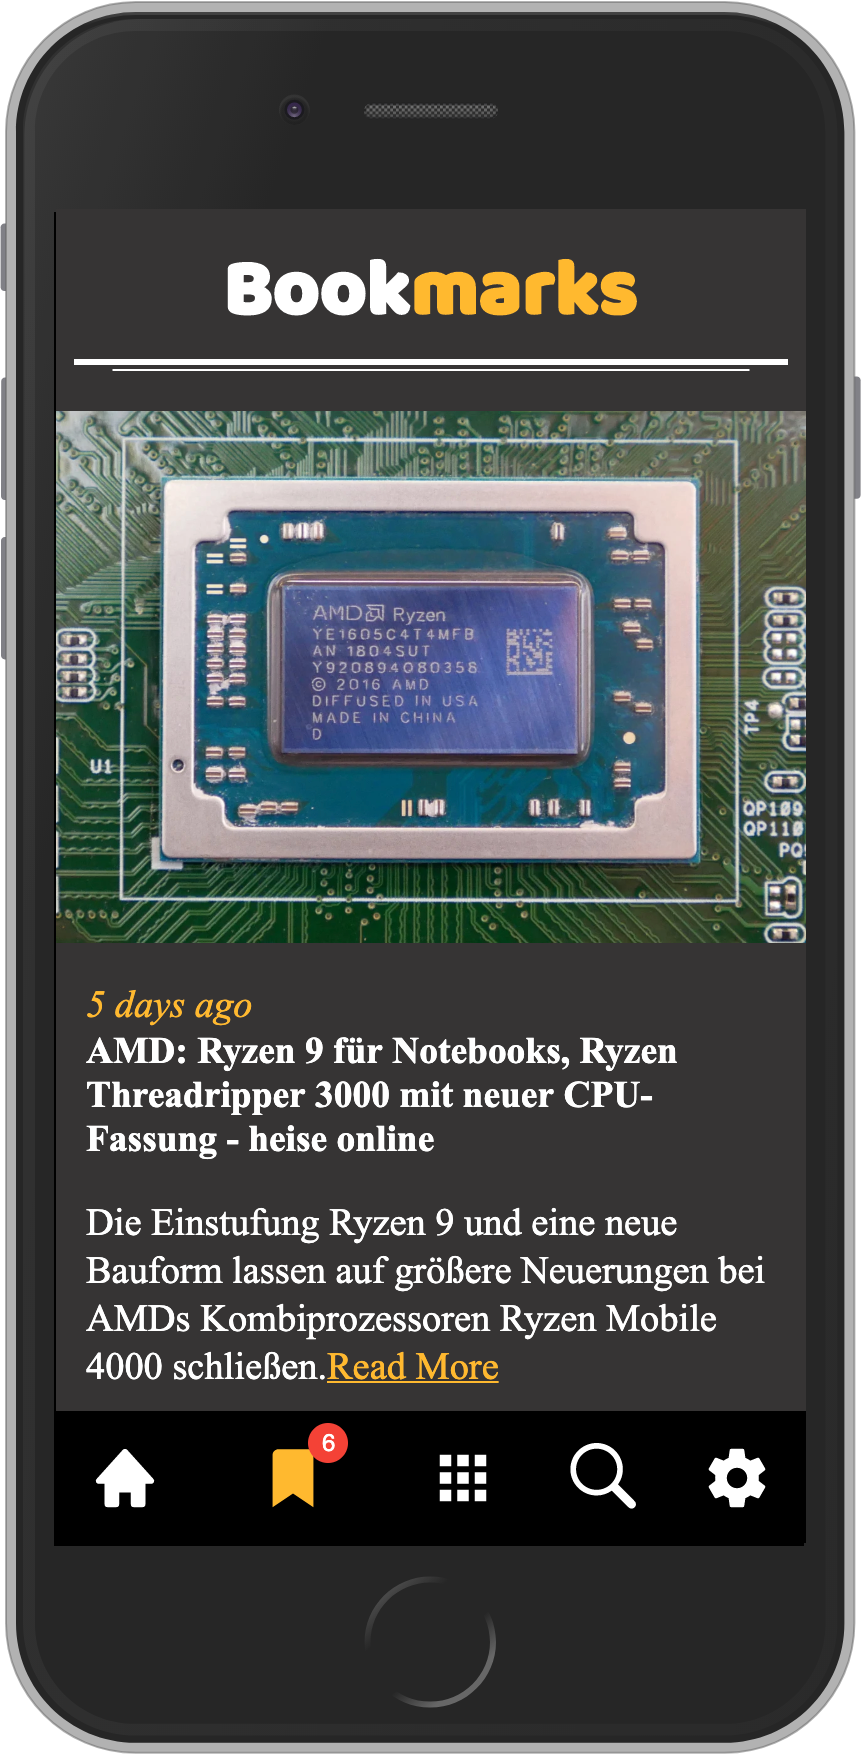 Bookmarks
AMD Ryzen
YE1605C4T4MFB
AN 1804SUT
Y920894080358
© 2016 AMD
DIFFUSED IN USA
MADE IN CHINA
D
U1
TP4
QP109
QP110
PQ
5 days ago
AMD: Ryzen 9 für Notebooks, Ryzen
Threadripper 3000 mit neuer CPU-
Fassung - heise online
Die Einstufung Ryzen 9 und eine neue
Bauform lassen auf größere Neuerungen bei
AMDs Kombiprozessoren Ryzen Mobile
4000 schließen.Read More
6